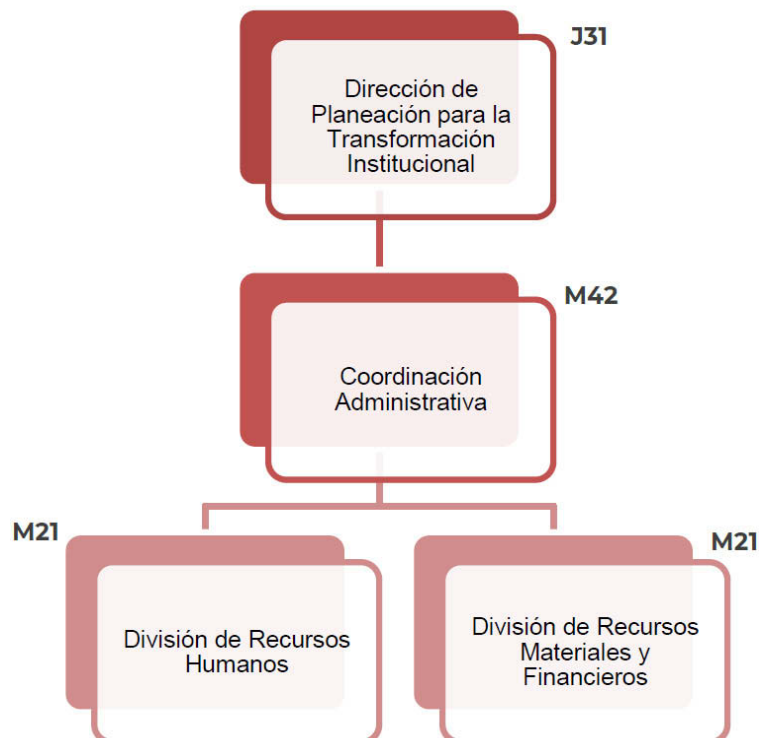 J31
Dirección de
Planeación para la
Transformación
Institucional
M42
Coordinación
Administrativa
M21
División de Recursos
Humanos
M21
División de Recursos
Materiales y
Financieros